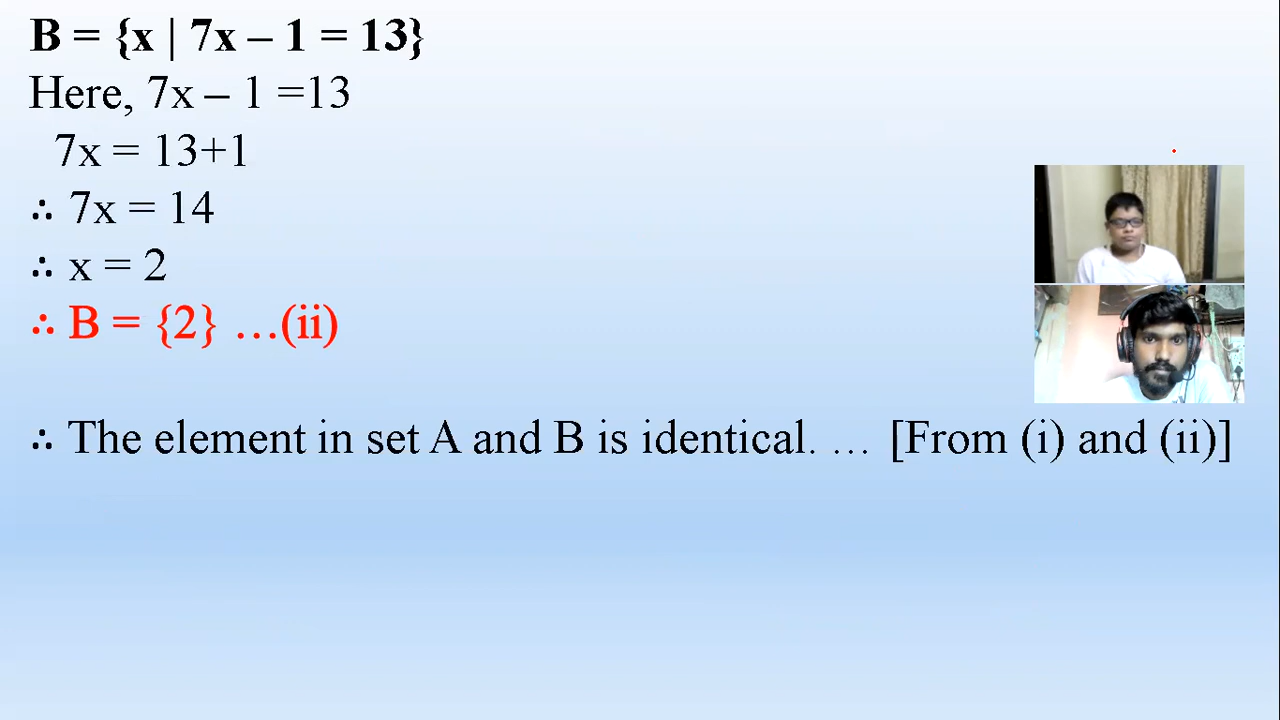 B = {x | 7x – 1 = 13}
Here, 7x – 1 =13
7x = 13+1
∴ 7x = 14
∴ x = 2
∴ B = {2} …(ii)
∴ The element in set A and B is identical. … [From (i) and (ii)]